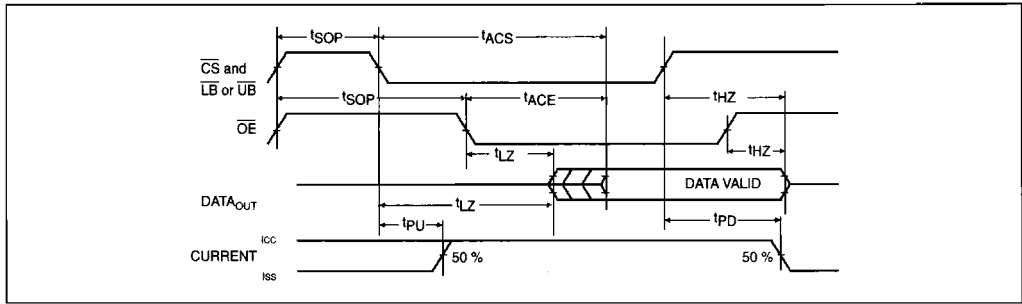 tSOP tACS
CS and
LB or UB
tSOP tACE tHZ
OE
tLZ tHZ
DATA VALID
DATAOUT
tLZ tPD
tPU
ICC
CURRENT 50 % 50 %
ISS